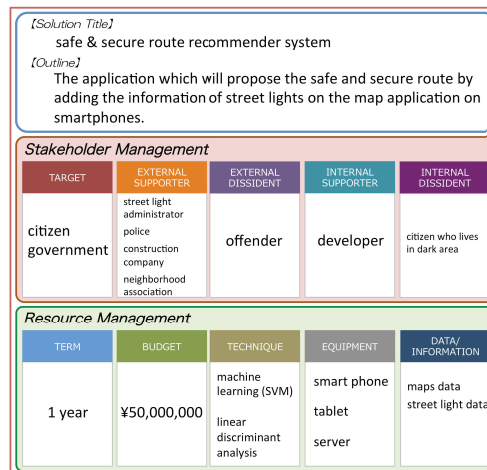 【Solution Title】
safe & secure route recommender system
【Outline】
The application which will propose the safe and secure route by
adding the information of street lights on the map application on
smartphones.
Stakeholder Management
TARGET
citizen
government
EXTERNAL
SUPPORTER
street light
administrator
police
construction
company
neighborhood
association
EXTERNAL
DISSIDENT
offender
INTERNAL
SUPPORTER
developer
INTERNAL
DISSIDENT
citizen who lives
in dark area
Resource Management
TERM
1 year
BUDGET
¥50,000,000
TECHNIQUE
machine
learning (SVM)
linear
discriminant
analysis
EQUIPMENT
smart phone
tablet
server
DATA/
INFORMATION
maps data
street light data